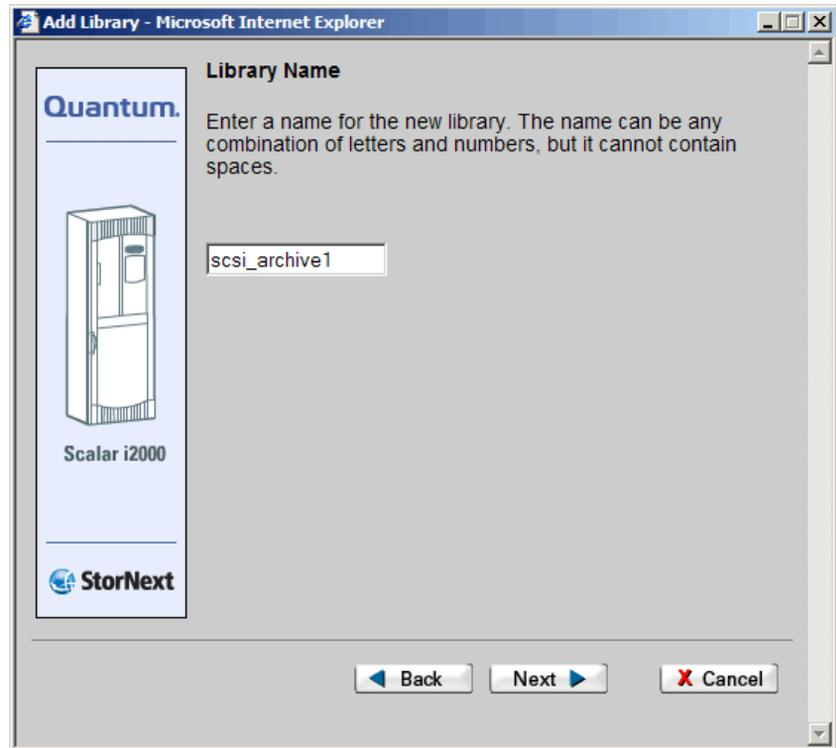 Add Library - Microsoft Internet Explorer
Library Name
Quantum.
Enter a name for the new library. The name can be any
combination of letters and numbers, but it cannot contain
spaces.
scsi_archive1
Scalar i2000
StorNext
Back
Next
X Cancel